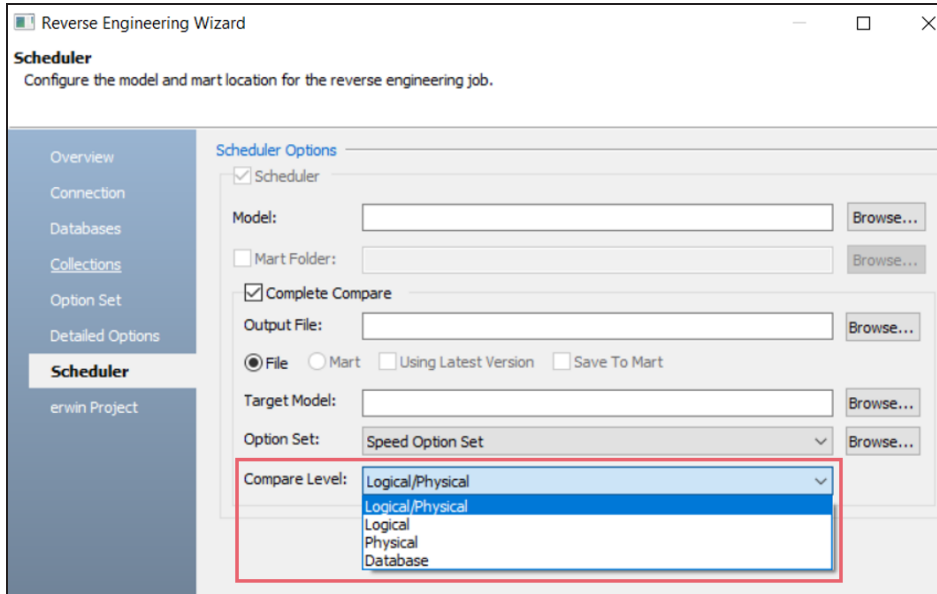 Reverse Engineering Wizard
Scheduler
Configure the model and mart location for the reverse engineering job.
Overview
Connection
Databases
Collections
Option Set
Detailed Options
Scheduler
erwin Project
Scheduler Options
Scheduler
Model: Browse...
Mart Folder: Browse...
Complete Compare
Output File: Browse...
File Mart Using Latest Version Save To Mart
Target Model: Browse...
Option Set: Speed Option Set Browse...
Compare Level: Logical/Physical
Logical/Physical
Logical
Physical
Database